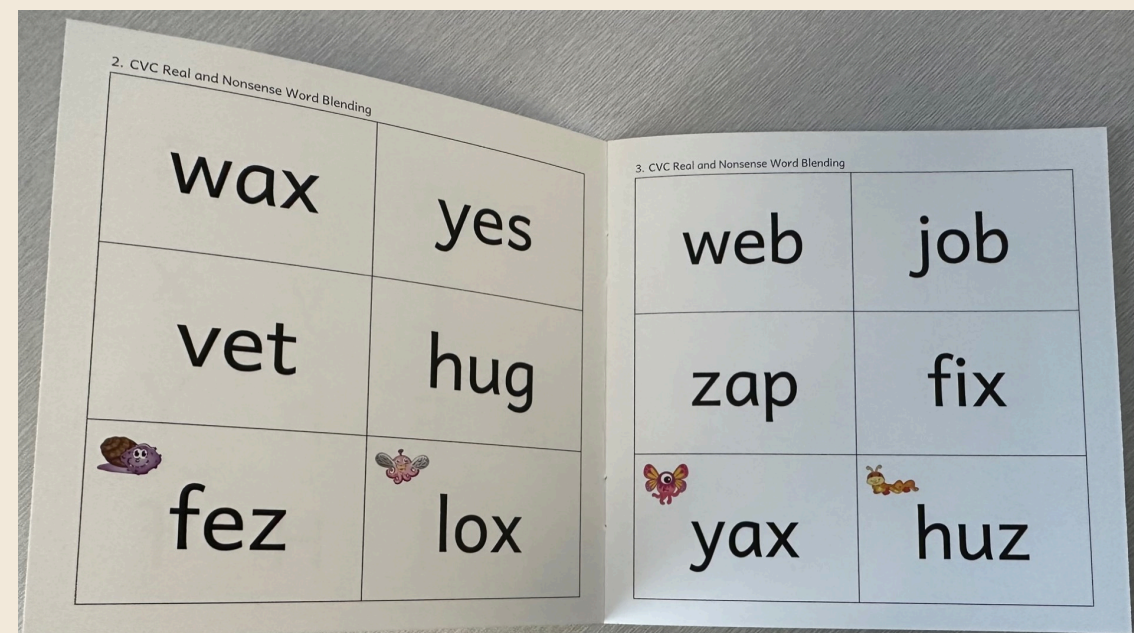 2. CVC Real and Nonsense Word Blending
wax yes
vet hug
fez lox
3. CVC Real and Nonsense Word Blending
web job
zap fix
yax huz